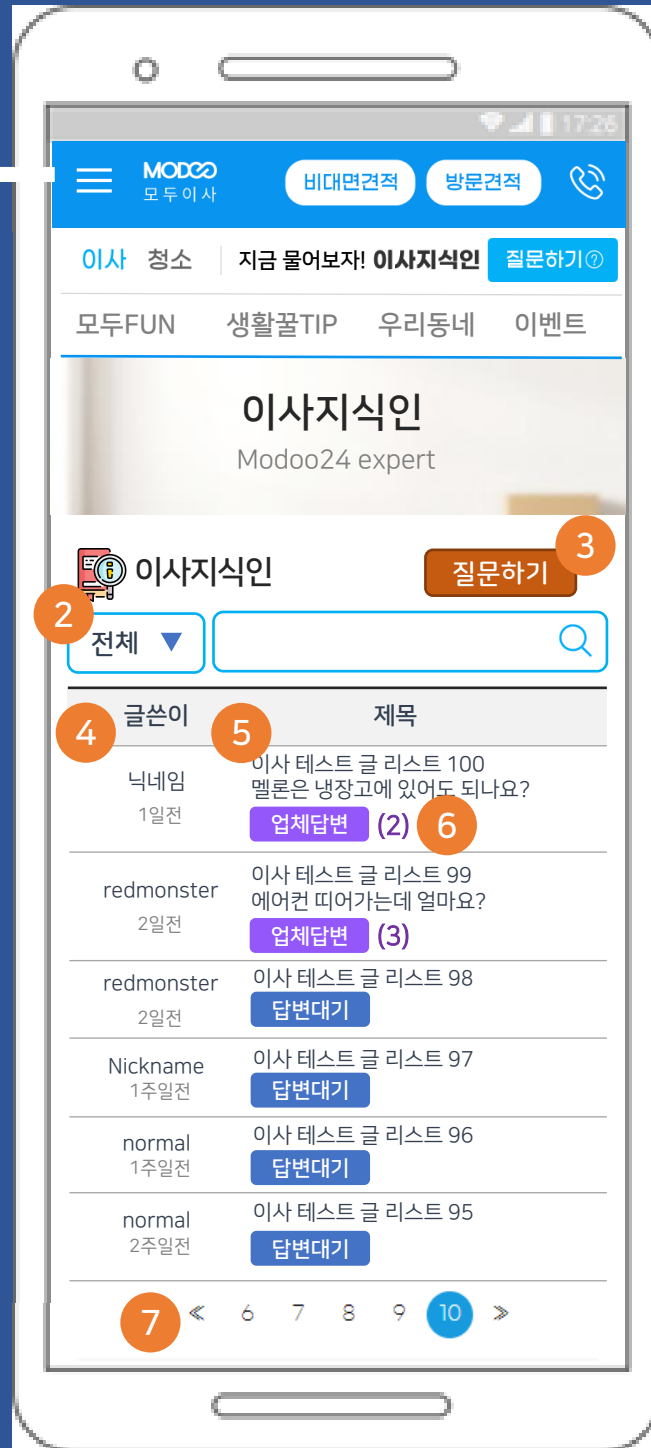 17:26
MODOO
모두이사
비대면견적 방문견적
이사 청소 지금 물어보자! 이사지식인 질문하기?
모두FUN 생활꿀TIP 우리동네 이벤트
이사지식인
Modoo24 expert
이사지식인 질문하기 3
2
전체 ▼
4 글쓴이 5 제목
닉네임
1일전
이사 테스트 글 리스트 100
멜론은 냉장고에 있어도 되나요?
업체답변 (2) 6
redmonster
2일전
이사 테스트 글 리스트 99
에어컨 띠어가는데 얼마요?
업체답변 (3)
redmonster
2일전
이사 테스트 글 리스트 98
답변대기
Nickname
1주일전
이사 테스트 글 리스트 97
답변대기
normal
1주일전
이사 테스트 글 리스트 96
답변대기
normal
2주일전
이사 테스트 글 리스트 95
답변대기
7 ≪ 6 7 8 9 10 ≫